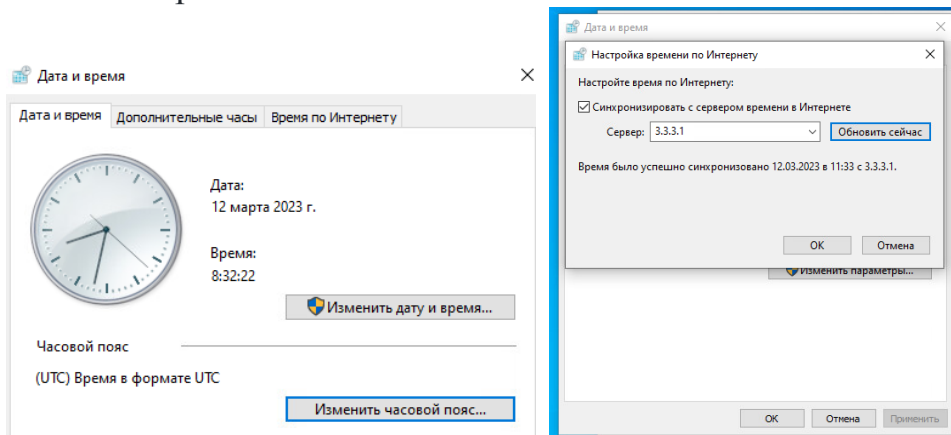 Дата и время
Дата и время
Дополнительные часы
Время по Интернету
Дата:
12 марта 2023 г.
Время:
8:32:22
Изменить дату и время...
Часовой пояс
(UTC) Время в формате UTC
Изменить часовой пояс...
Дата и время
Настройка времени по Интернету
Настройте время по Интернету:
Синхронизировать с сервером времени в Интернете
Сервер: 3.3.3.1
Обновить сейчас
Время было успешно синхронизовано 12.03.2023 в 11:33 с 3.3.3.1.
ОК
Отмена
Изменить параметры...
ОК
Отмена
Применить